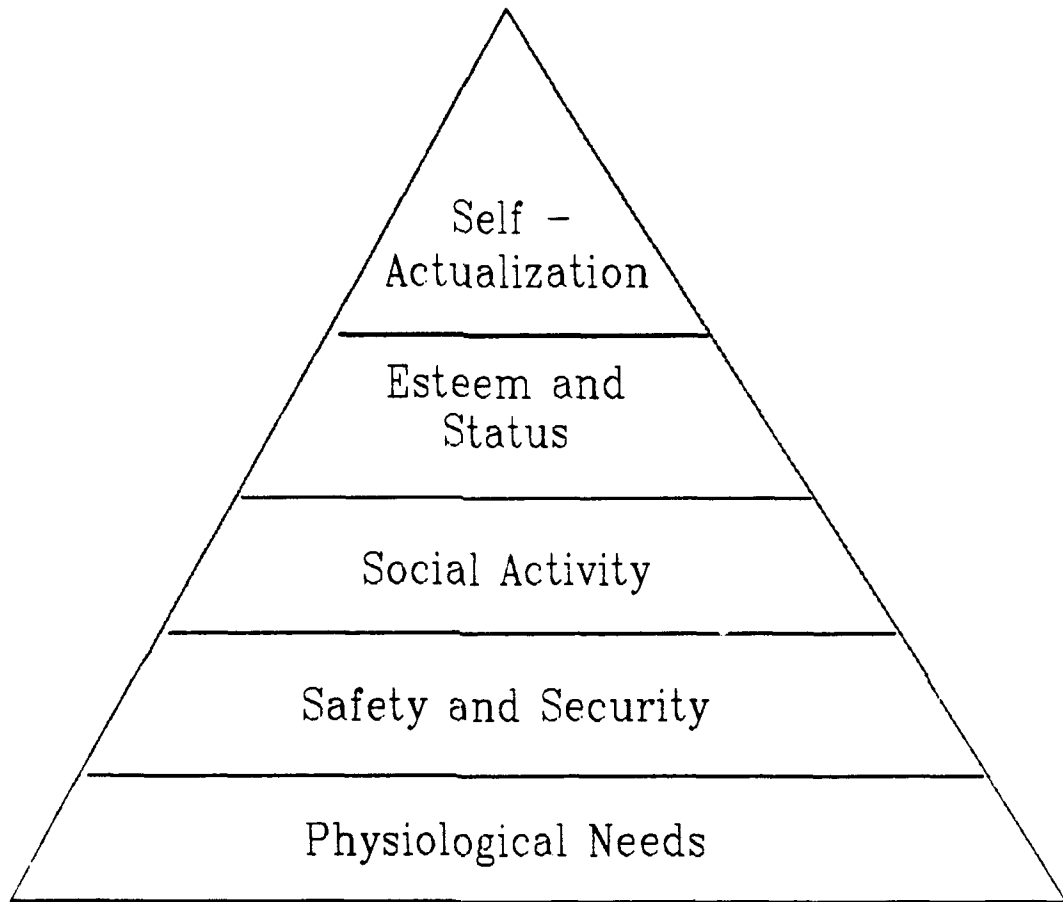 Self -
Actualization
Esteem and
Status
Social Activity
Safety and Security
Physiological Needs